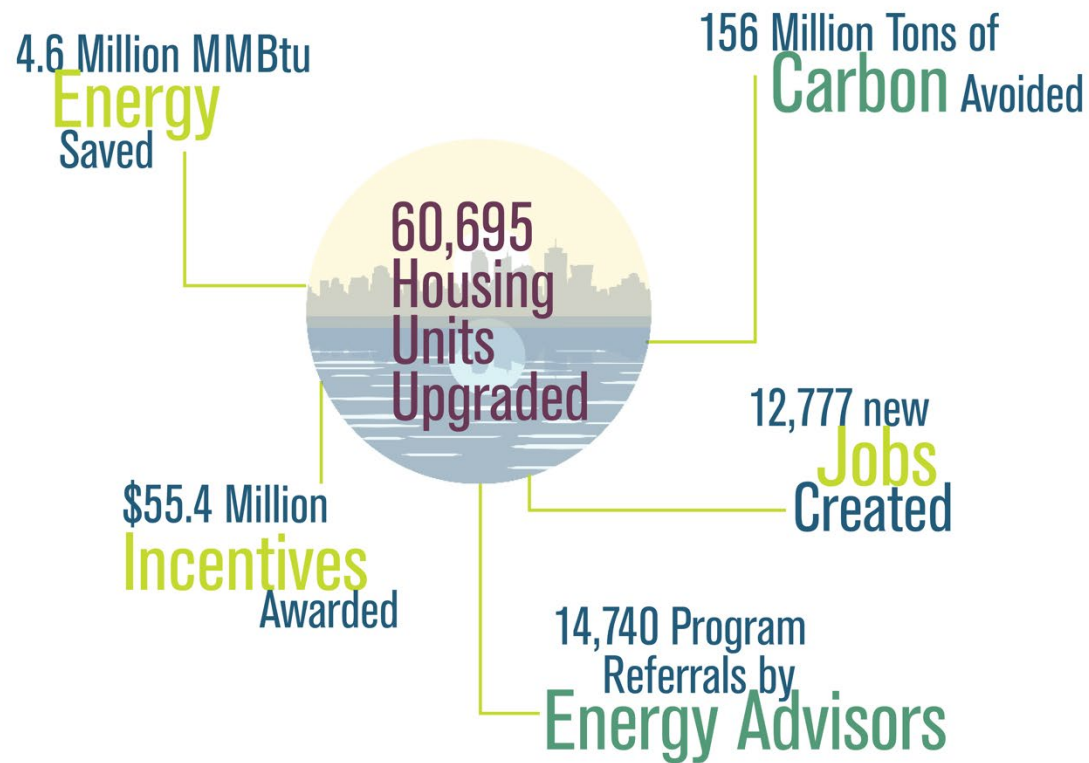 4.6 Million MMBtu
Energy
Saved
156 Million Tons of
Carbon Avoided
60,695
Housing
Units
Upgraded
12,777 new
Jobs
Created
$55.4 Million
Incentives
Awarded
14,740 Program
Referrals by
Energy Advisors